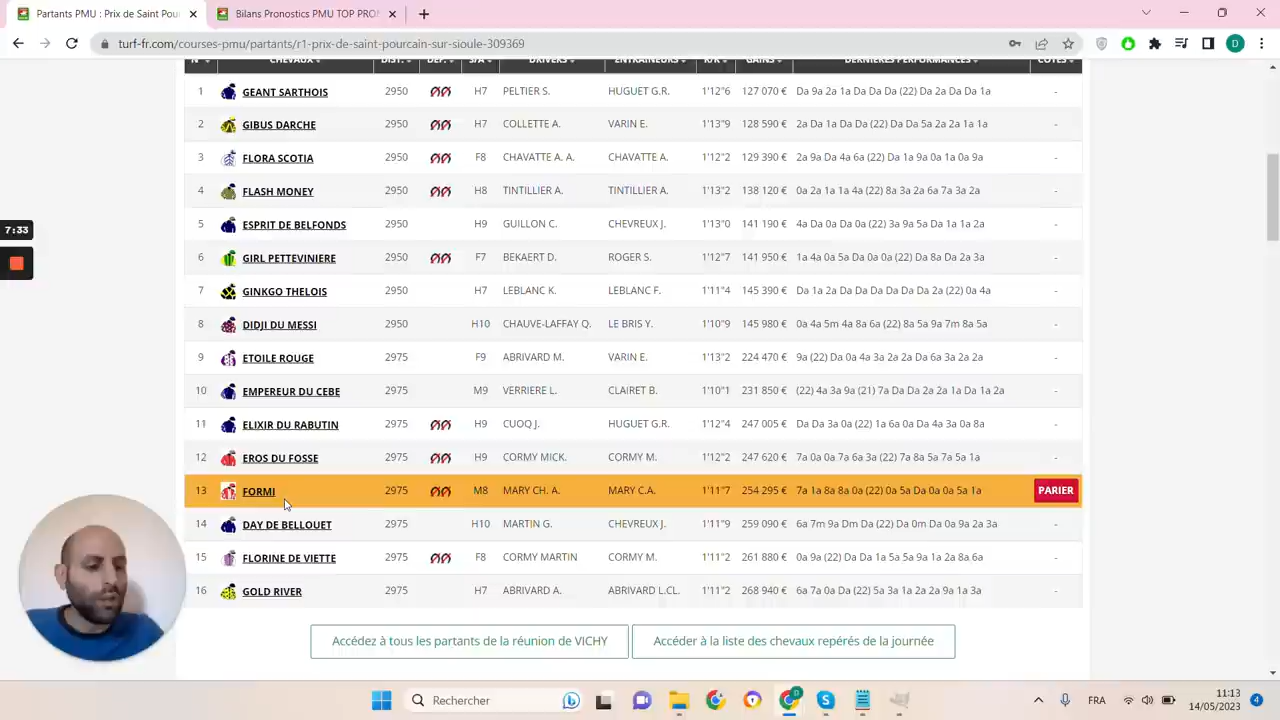 Partants PMU : Prix de Saint Pour
Bilan Pronostics PMU TOP PRO
turf-fr.com/courses-pmu/partants/r1-prix-de-saint-pourcain-sur-sioule-309369
N° CHEVAUX DIST. DEF. S/A DRIVERS ENTRAINEURS R/K GAINS DERNIÈRES PERFORMANCES COTES
1 GEANT SARTHOIS 2950 H7 PELTIER S. HUGUET G.R. 1'12"6 127 070 € Da 9a 2a 1a Da Da Da (22) Da 2a Da Da 1a -
2 GIBUS DARCHE 2950 H7 COLLETTE A. VARIN E. 1'13"9 128 590 € 2a Da 1a Da Da (22) Da Da 5a 2a 2a 1a 1a -
3 FLORA SCOTIA 2950 F8 CHAVATTE A. A. CHAVATTE A. 1'12"2 129 390 € 2a 9a Da 4a 6a (22) Da 1a 9a 0a 1a 0a 9a -
4 FLASH MONEY 2950 H8 TINTILLIER A. TINTILLIER A. 1'13"2 138 120 € 0a 2a 1a 1a 4a (22) 8a 3a 2a 6a 7a 3a 2a -
5 ESPRIT DE BELFONDS 2950 H9 GUILLON C. CHEVREUX J. 1'13"0 141 190 € 4a Da 0a Da 0a (22) 3a 9a 5a Da 1a 1a 2a -
6 GIRL PETTEVINIERE 2950 F7 BEKAERT D. ROGER S. 1'12"7 141 950 € 1a 4a 0a 5a Da 0a 0a (22) Da 8a Da 2a 3a -
7 GINKGO THELOIS 2950 H7 LEBLANC K. LEBLANC F. 1'11"4 145 390 € Da 1a 2a Da Da Da Da Da Da 2a (22) 0a 4a -
8 DIDJI DU MESSI 2950 H10 CHAUVE-LAFFAY Q. LE BRIS Y. 1'10"9 145 980 € 0a 4a 5m 4a 8a 6a (22) 8a 5a 9a 7m 8a 5a -
9 ETOILE ROUGE 2975 F9 ABRIVARD M. VARIN E. 1'13"2 224 470 € 9a (22) Da 0a 4a 3a 2a 2a Da 6a 3a 2a 2a -
10 EMPEREUR DU CEBE 2975 M9 VERRIERE L. CLAIRET B. 1'10"1 231 850 € (22) 4a 3a 9a (21) 7a Da Da 2a 2a 1a Da 1a 2a -
11 ELIXIR DU RABUTIN 2975 H9 CUOQ J. HUGUET G.R. 1'12"4 247 005 € Da Da 3a 0a (22) 1a 6a 0a Da 4a 3a 0a 8a -
12 EROS DU FOSSE 2975 H9 CORMY MICK. CORMY M. 1'12"2 247 620 € 7a 0a 0a 7a 6a 3a (22) 7a 8a 5a 7a 5a 1a -
13 FORMI 2975 M8 MARY CH. A. MARY C.A. 1'11"7 254 295 € 7a 1a 8a 8a 0a (22) 0a 5a Da 0a 0a 5a 1a PARIER
14 DAY DE BELLOUET 2975 H10 MARTIN G. CHEVREUX J. 1'11"9 259 090 € 6a 7m 9a Dm Da (22) Da 0m Da 0a 9a 2a 3a -
15 FLORINE DE VIETTE 2975 F8 CORMY MARTIN CORMY M. 1'11"2 261 880 € 0a 9a (22) Da Da 1a 5a 5a 9a 1a 2a 8a 6a -
16 GOLD RIVER 2975 H7 ABRIVARD A. ABRIVARD L.CL. 1'11"2 268 940 € 6a 7a 0a Da (22) 5a 3a 1a 2a 2a 9a 1a 3a -
7:33
Accédez à tous les partants de la réunion de VICHY
Accéder à la liste des chevaux repérés de la journée
Rechercher
FRA
11:13
14/05/2023
4